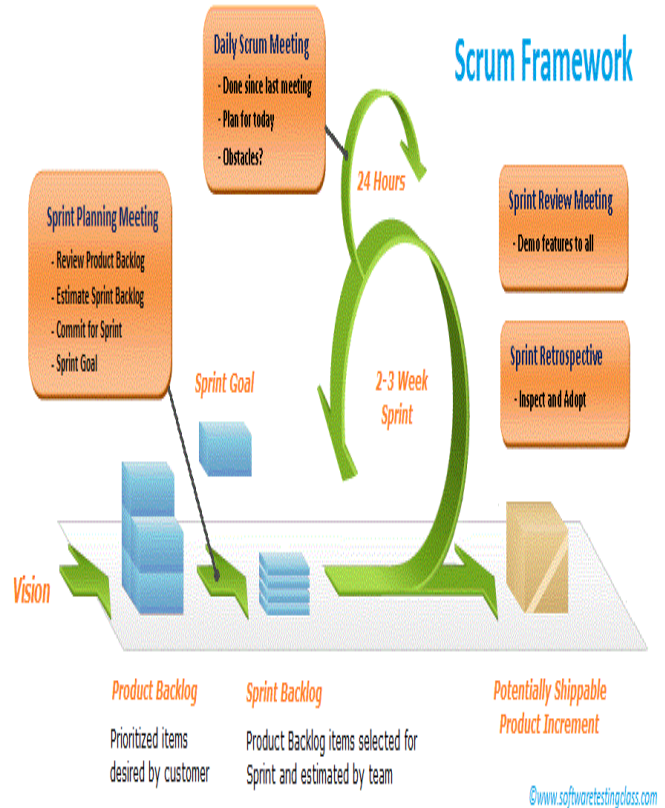 Scrum Framework
Daily Scrum Meeting
- Done since last meeting
- Plan for today
- Obstacles?
24 Hours
Sprint Planning Meeting
- Review Product Backlog
- Estimate Sprint Backlog
- Commit for Sprint
- Sprint Goal
Sprint Review Meeting
- Demo features to all
Sprint Retrospective
- Inspect and Adopt
Sprint Goal
2-3 Week
Sprint
Vision
Product Backlog
Prioritized items
desired by customer
Sprint Backlog
Product Backlog items selected for
Sprint and estimated by team
Potentially Shippable
Product Increment
©www.softwaretestingclass.com